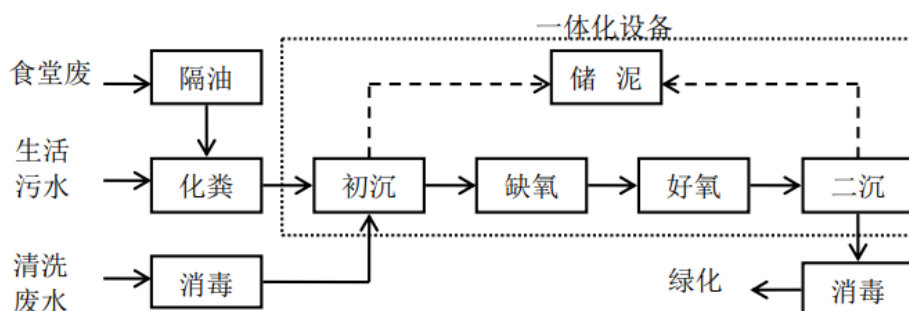 一体化设备
食堂废
隔油
储 泥
生活
污水
化粪
初沉
缺氧
好氧
二沉
清洗
废水
消毒
绿化
消毒